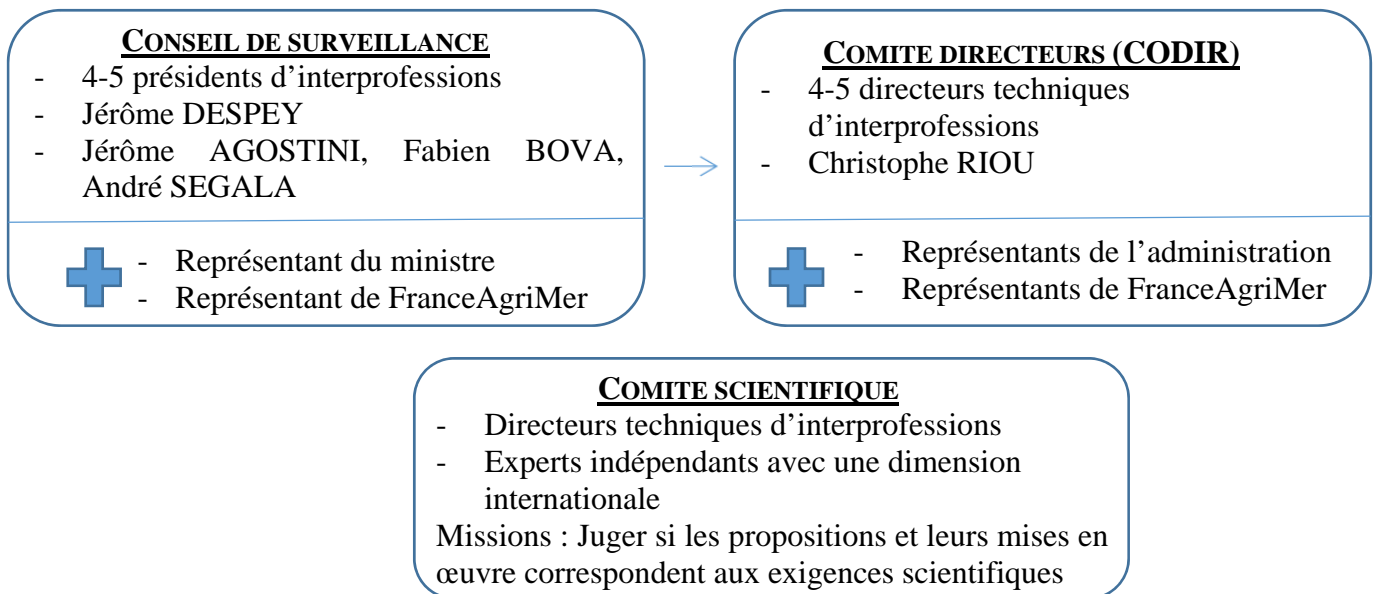 CONSEIL DE SURVEILLANCE
- 4-5 présidents d’interprofessions
- Jérôme DESPEY
- Jérôme AGOSTINI, Fabien BOVA,
André SEGALA
- Représentant du ministre
- Représentant de FranceAgriMer
COMITE DIRECTEURS (CODIR)
- 4-5 directeurs techniques
d’interprofessions
- Christophe RIOU
- Représentants de l’administration
- Représentants de FranceAgriMer
COMITE SCIENTIFIQUE
- Directeurs techniques d’interprofessions
- Experts indépendants avec une dimension
internationale
Missions : Juger si les propositions et leurs mises en
œuvre correspondent aux exigences scientifiques